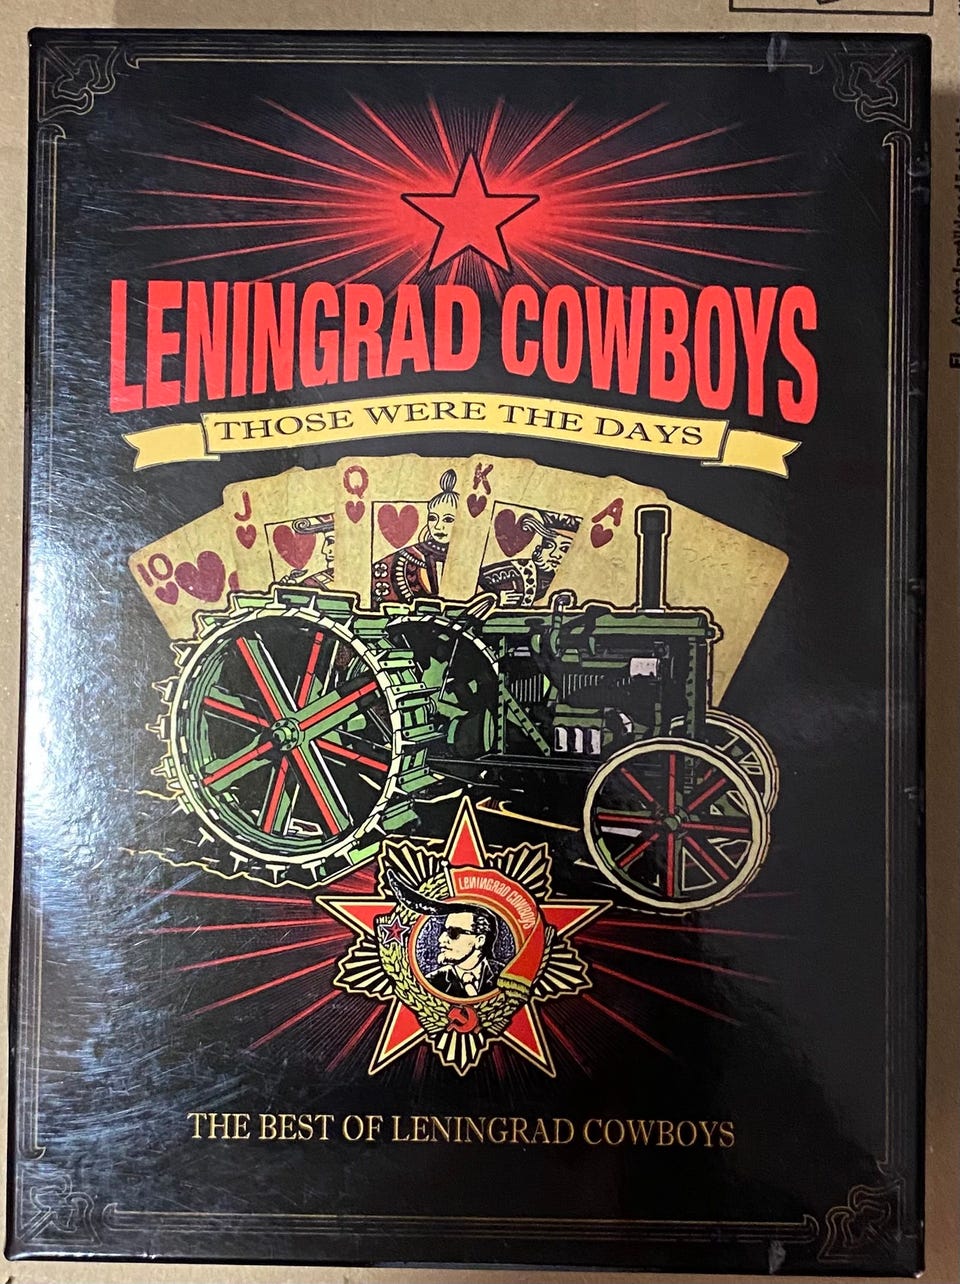 LENINGRAD COWBOYS
THOSE WERE THE DAYS
10
J
Q
K
A
LENINGRAD COWBOYS
THE BEST OF LENINGRAD COWBOYS